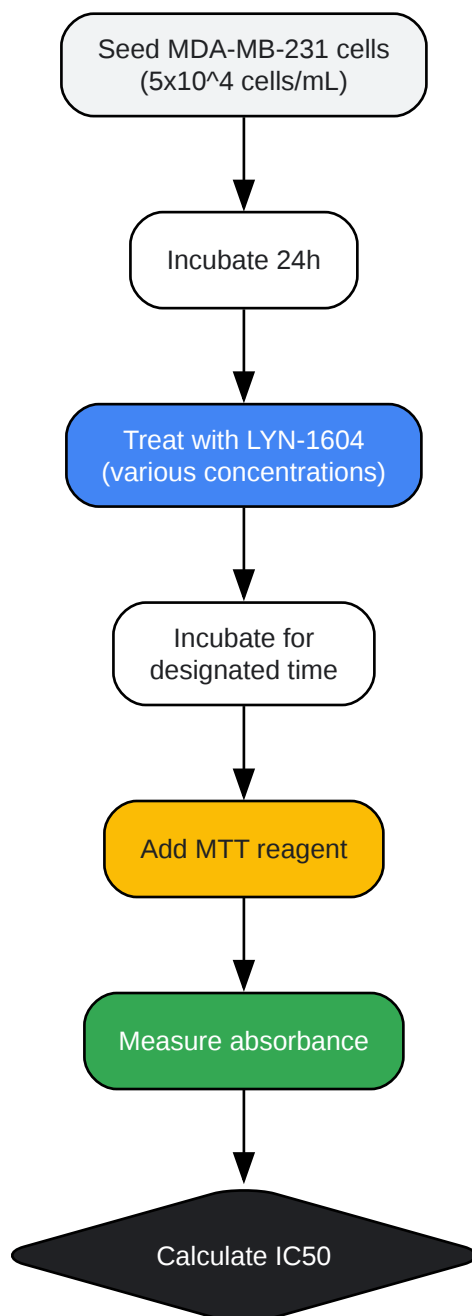 Seed MDA-MB-231 cells
(5x10^4 cells/mL)
Incubate 24h
Treat with LYN-1604
(various concentrations)
Incubate for
designated time
Add MTT reagent
Measure absorbance
Calculate IC50